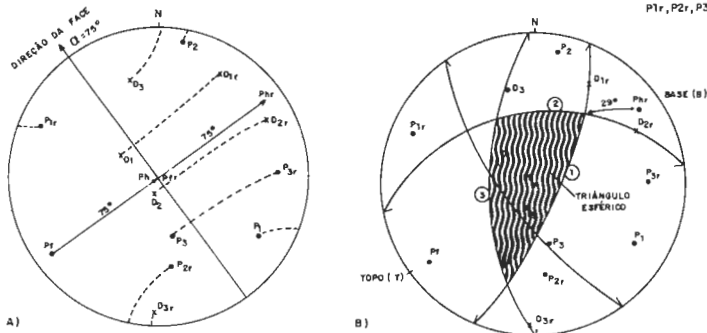 P1r, P2r, P3
N
DIREÇÃO DA FACE
α=75°
P2
D3
D1r
P1r
Phr
75°
D2r
D1
Ph
Pfr
P3r
D2
75°
P1
P3
Pf
P2r
D3r
A)
N
P2
D3
D1r
BASE (B)
2
29°
Phr
D2r
P1r
3
1
P3r
TRIÂNGULO
ESFÉRICO
P3
P1
Pf
TOPO (T)
P2r
D3r
B)